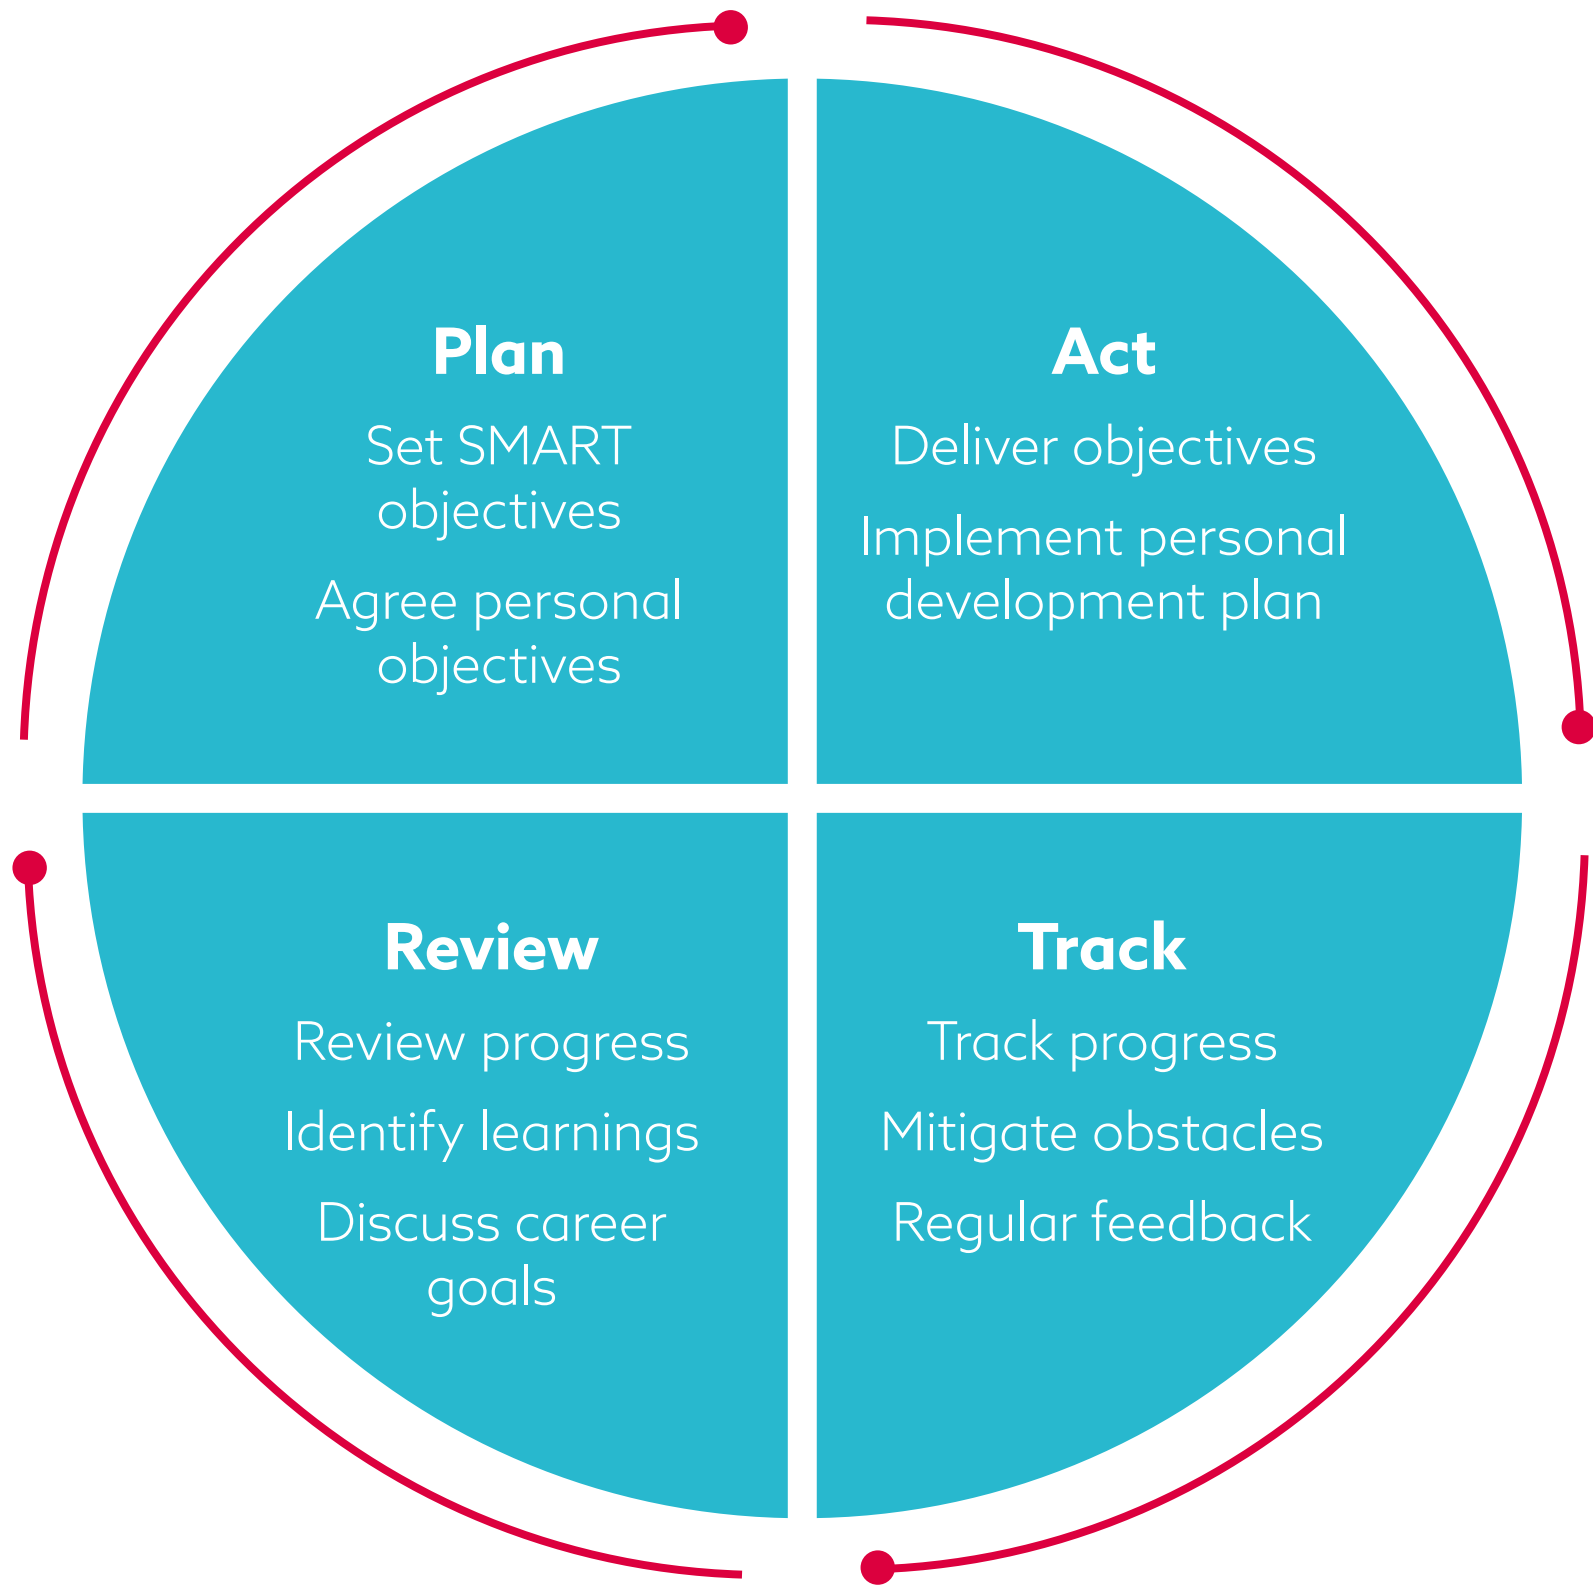 Plan
Set SMART
objectives
Agree personal
objectives
Act
Deliver objectives
Implement personal
development plan
Review
Review progress
Identify learnings
Discuss career
goals
Track
Track progress
Mitigate obstacles
Regular feedback